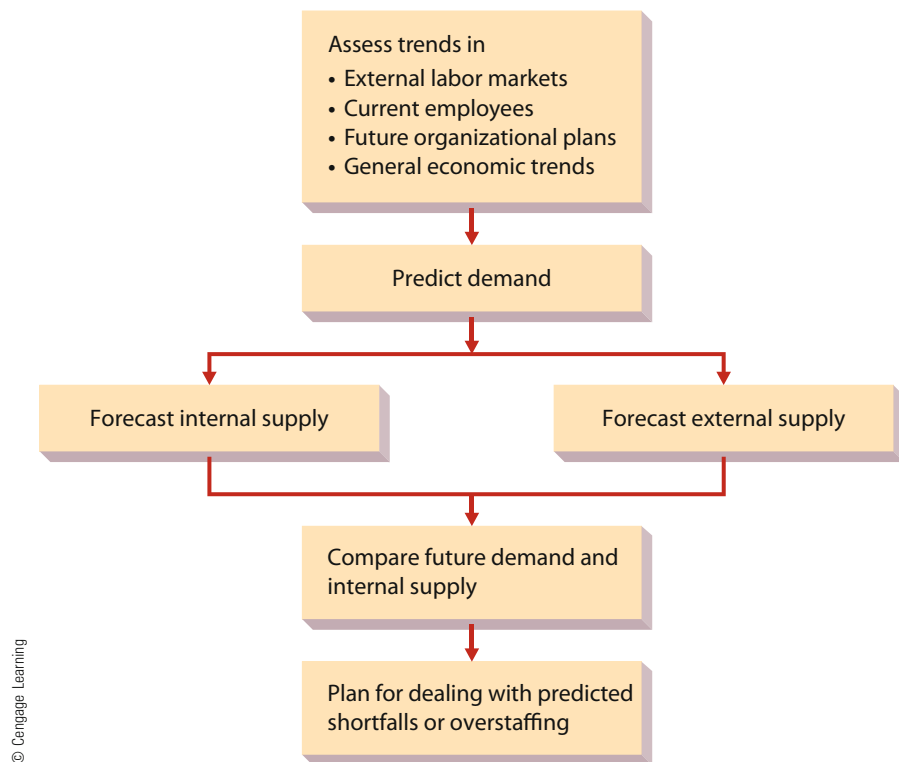 Assess trends in
• External labor markets
• Current employees
• Future organizational plans
• General economic trends
Predict demand
Forecast internal supply
Forecast external supply
Compare future demand and
internal supply
Plan for dealing with predicted
shortfalls or overstaffing
© Cengage Learning